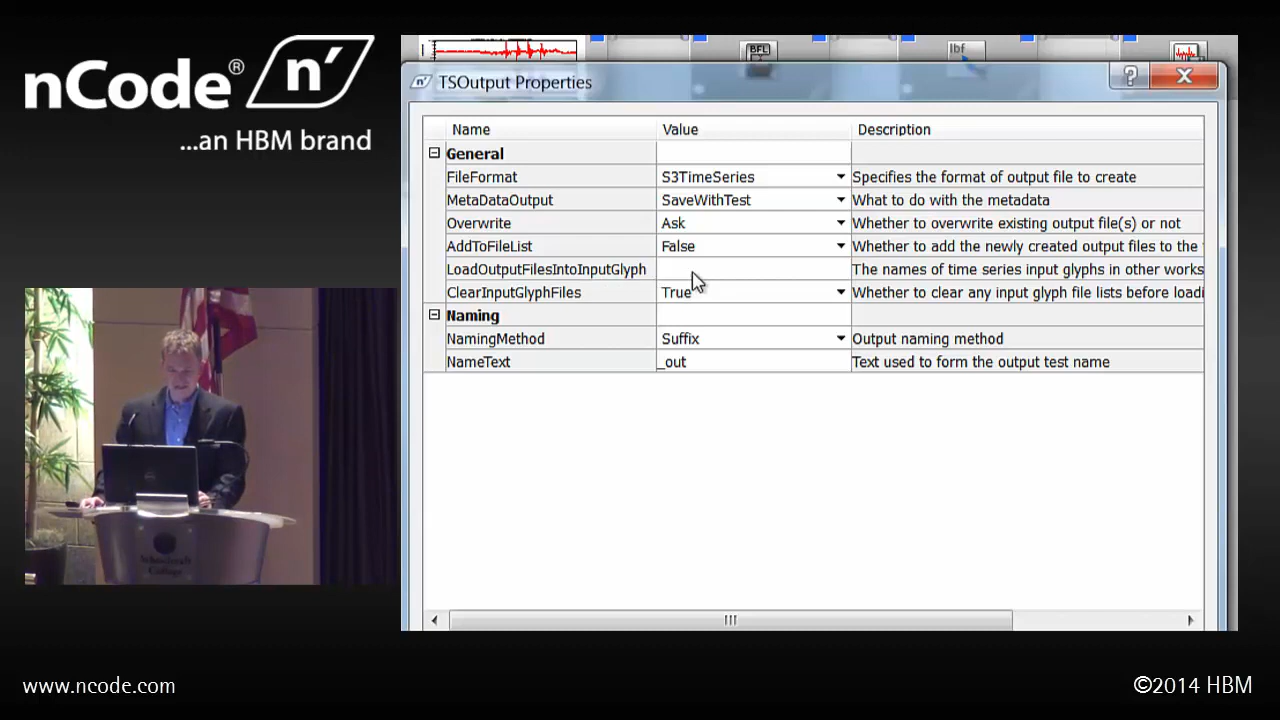 nCode® n'
...an HBM brand
BFL
lbf
n' TSOutput Properties
Name Value Description
General
FileFormat S3TimeSeries Specifies the format of output file to create
MetaDataOutput SaveWithTest What to do with the metadata
Overwrite Ask Whether to overwrite existing output file(s) or not
AddToFileList False Whether to add the newly created output files to the
LoadOutputFilesIntoInputGlyph The names of time series input glyphs in other works
ClearInputGlyphFiles True Whether to clear any input glyph file lists before loadi
Naming
NamingMethod Suffix Output naming method
NameText _out Text used to form the output test name
Schoolcraft
College
www.ncode.com
©2014 HBM